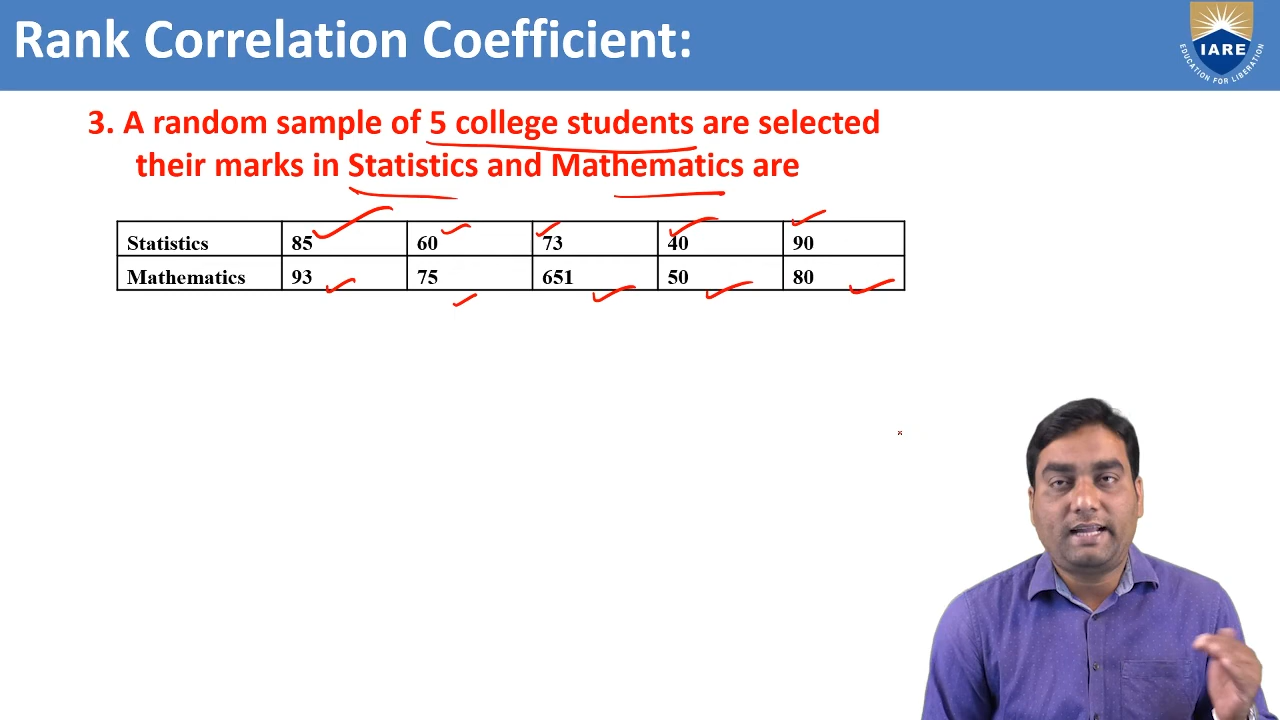 Rank Correlation Coefficient:
IARE
EDUCATION FOR LIBERATION
3. A random sample of 5 college students are selected
their marks in Statistics and Mathematics are
Statistics 85 60 73 40 90
Mathematics 93 75 651 50 80